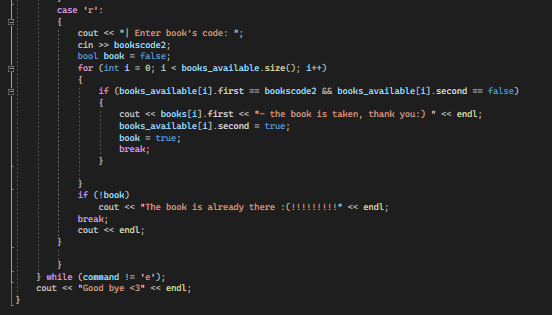 case 'r':
{
cout << "| Enter book's code: ";
cin >> bookscode2;
bool book = false;
for (int i = 0; i < books_available.size(); i++)
{
if (books_available[i].first == bookscode2 && books_available[i].second == false)
{
cout << books[i].first << "- the book is taken, thank you:) " << endl;
books_available[i].second = true;
book = true;
break;
}
}
if (!book)
cout << "The book is already there :(!!!!!!!!!" << endl;
break;
cout << endl;
}
}
} while (command != 'e');
cout << "Good bye <3" << endl;
}